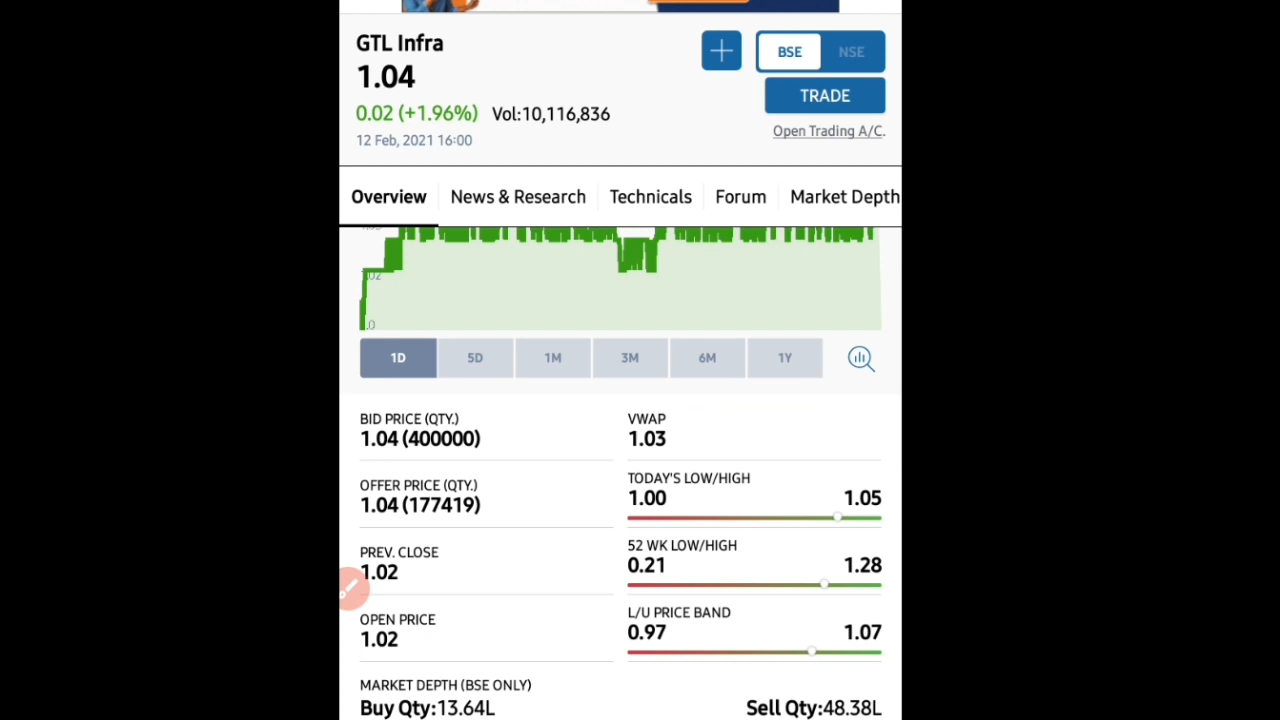 GTL Infra
BSE NSE
1.04
TRADE
0.02 (+1.96%) Vol:10,116,836
Open Trading A/C.
12 Feb, 2021 16:00
Overview News & Research Technicals Forum Market Depth
1D 5D 1M 3M 6M 1Y
BID PRICE (QTY.)
1.04 (400000)
VWAP
1.03
OFFER PRICE (QTY.)
1.04 (177419)
TODAY'S LOW/HIGH
1.00 1.05
PREV. CLOSE
1.02
52 WK LOW/HIGH
0.21 1.28
OPEN PRICE
1.02
L/U PRICE BAND
0.97 1.07
MARKET DEPTH (BSE ONLY)
Buy Qty:13.64L Sell Qty:48.38L